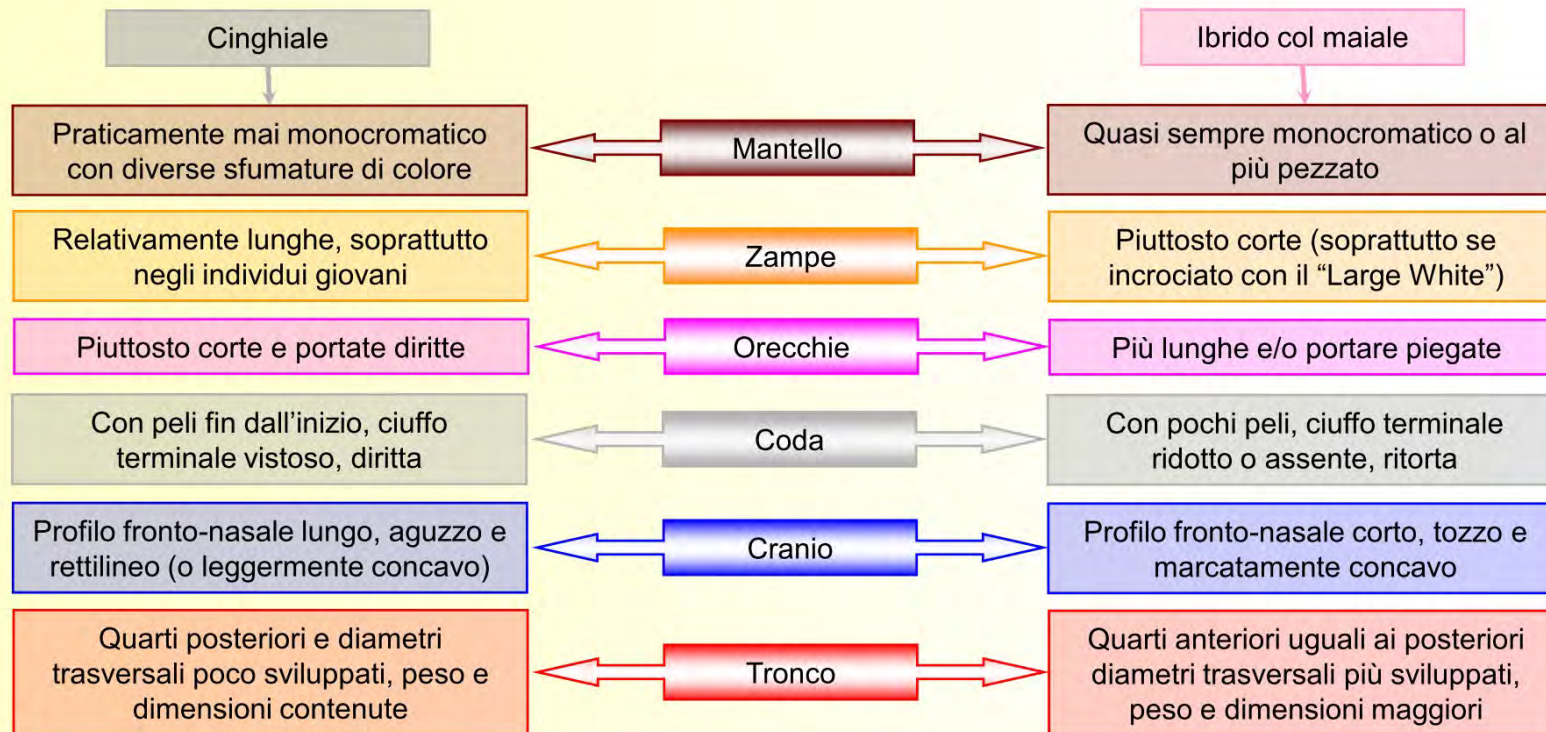 Cinghiale
Ibrido col maiale
Praticamente mai monocromatico
con diverse sfumature di colore
Mantello
Quasi sempre monocromatico o al
più pezzato
Relativamente lunghe, soprattutto
negli individui giovani
Zampe
Piuttosto corte (soprattutto se
incrociato con il “Large White”)
Piuttosto corte e portate diritte
Orecchie
Più lunghe e/o portare piegate
Con peli fin dall’inizio, ciuffo
terminale vistoso, diritta
Coda
Con pochi peli, ciuffo terminale
ridotto o assente, ritorta
Profilo fronto-nasale lungo, aguzzo e
rettilineo (o leggermente concavo)
Cranio
Profilo fronto-nasale corto, tozzo e
marcatamente concavo
Quarti posteriori e diametri
trasversali poco sviluppati, peso e
dimensioni contenute
Tronco
Quarti anteriori uguali ai posteriori
diametri trasversali più sviluppati,
peso e dimensioni maggiori